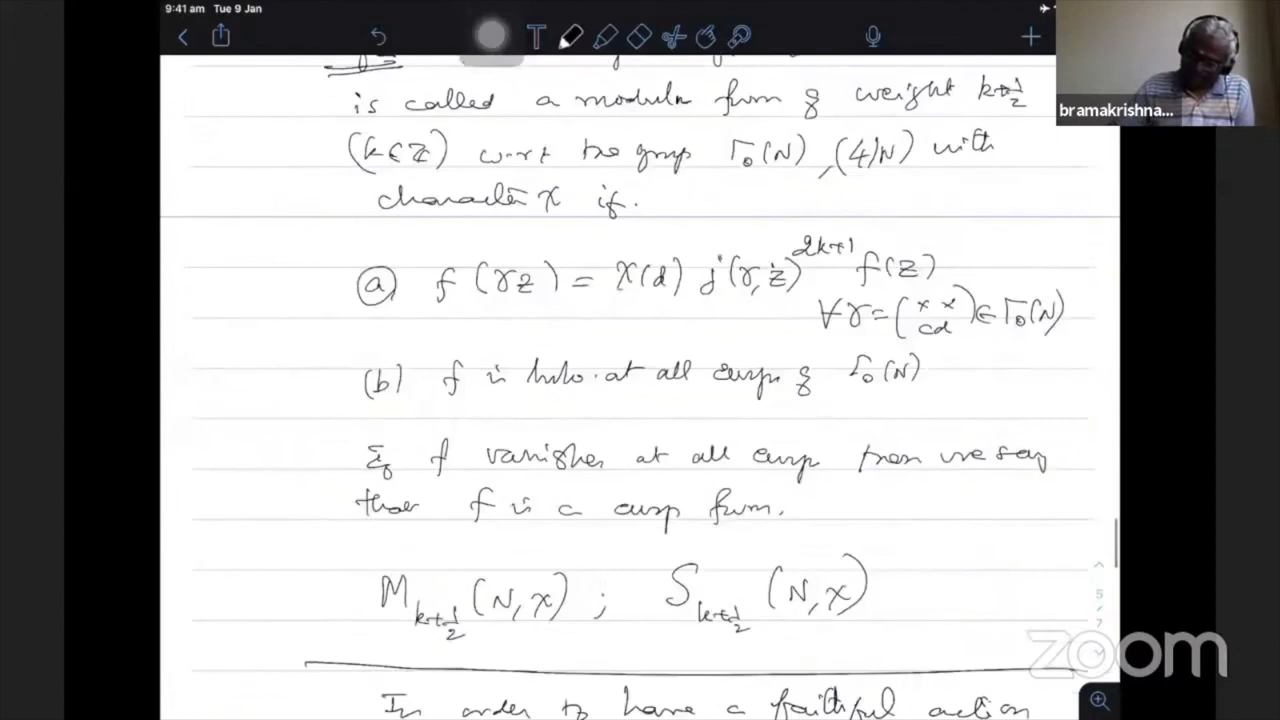 9:41 am Tue 9 Jan
bramakrishna...
is called a modular form of weight k+1/2
(k∈ℤ) w.r.t the group Γ₀(N), (4|N) with
character χ if.
(a) f(γz) = χ(d) j(γ,z)^{2k+1} f(z)
∀ γ = (* * / c d) ∈ Γ₀(N)
(b) f is holo. at all cusps of Γ₀(N)
If f vanishes at all cusps then we say
that f is a cusp form.
M_{k+1/2} (N,χ) ; S_{k+1/2} (N,χ)
5/7
zoom
In order to have a faithful action